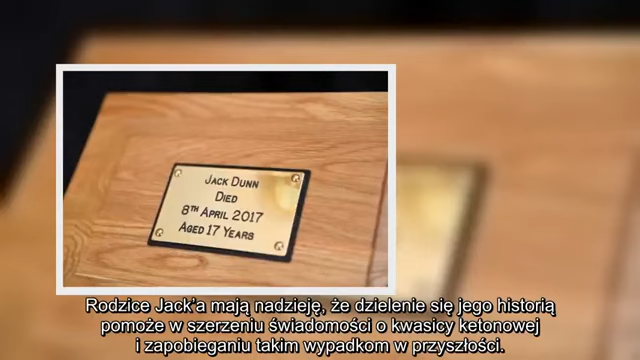 Jack Dunn
Died
8th April 2017
Aged 17 Years
Rodzice Jack'a mają nadzieję, że dzielenie się jego historią
pomoże w szerzeniu świadomości o kwasicy ketonowej
i zapobieganiu takim wypadkom w przyszłości.